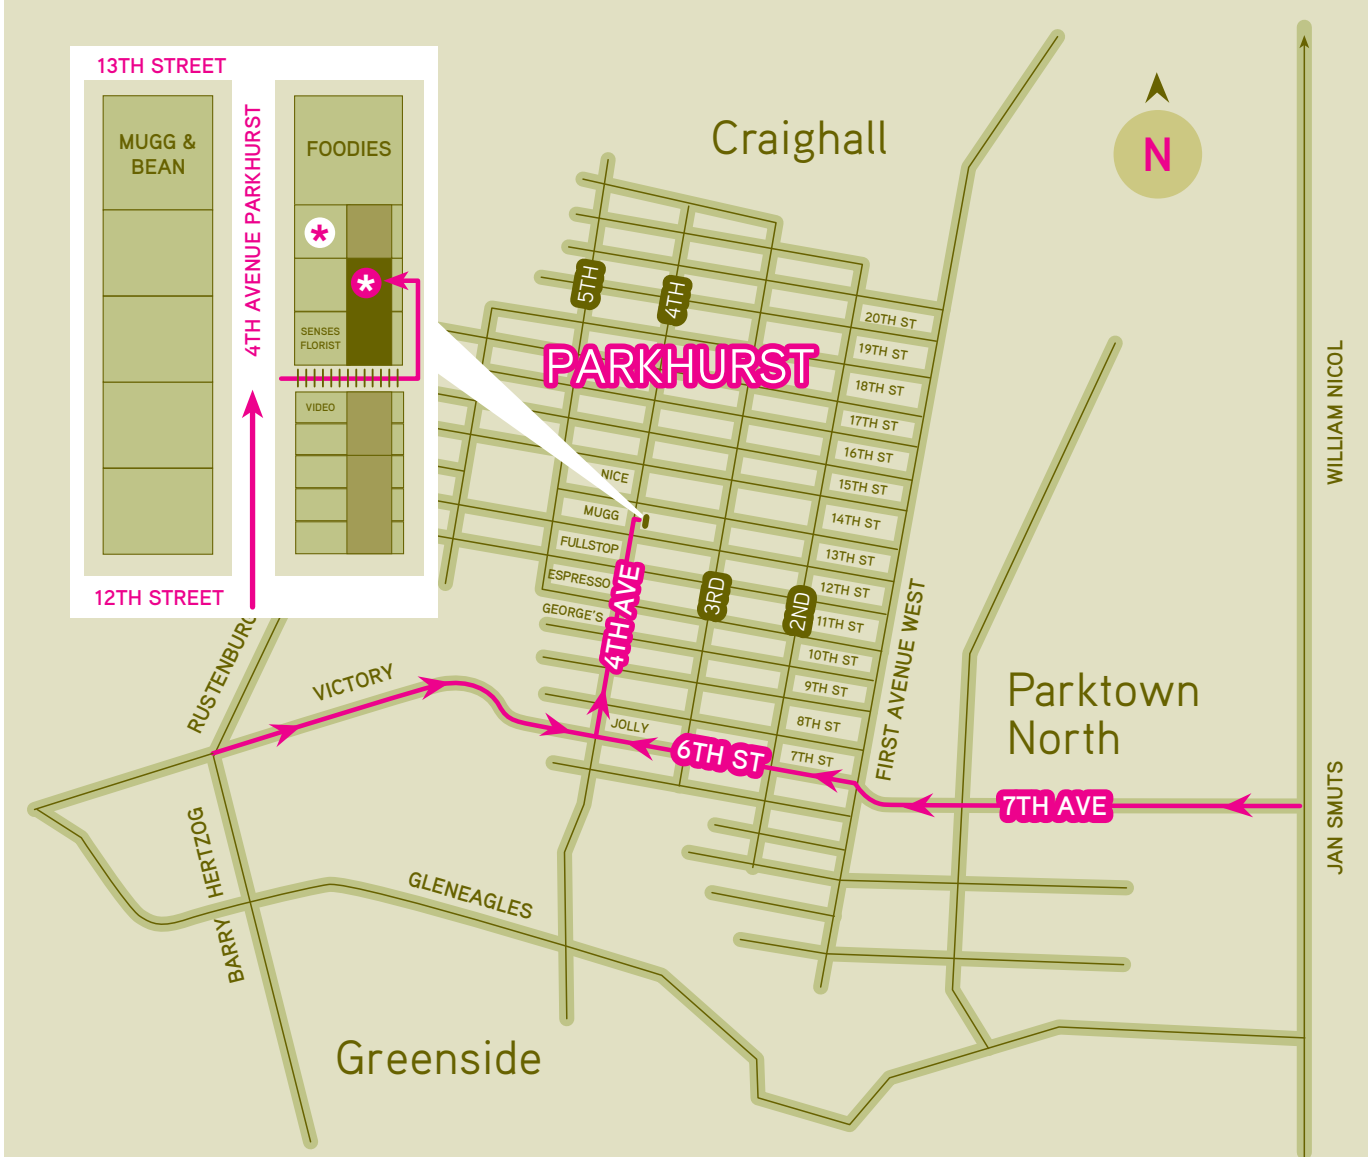 13TH STREET
MUGG &
BEAN
4TH AVENUE PARKHURST
FOODIES
*
*
SENSES
FLORIST
VIDEO
12TH STREET
Craighall
N
5TH
4TH
PARKHURST
20TH ST
19TH ST
18TH ST
17TH ST
16TH ST
15TH ST
14TH ST
13TH ST
12TH ST
11TH ST
10TH ST
9TH ST
8TH ST
7TH ST
NICE
MUGG
FULLSTOP
ESPRESSO
GEORGE'S
JOLLY
4TH AVE
3RD
2ND
FIRST AVENUE WEST
WILLIAM NICOL
JAN SMUTS
RUSTENBURG
VICTORY
6TH ST
7TH AVE
Parktown
North
BARRY HERTZOG
GLENEAGLES
Greenside